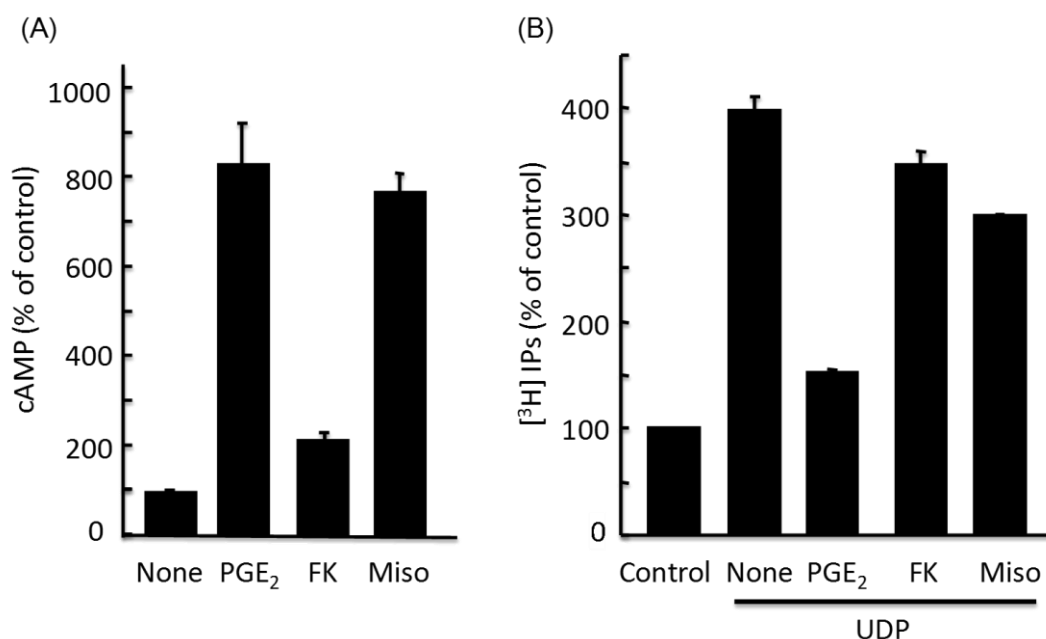 (A)
cAMP (% of control)
1000
800
600
400
200
0
None PGE₂ FK Miso
(B)
[³H] IPs (% of control)
400
300
200
100
0
Control None PGE₂ FK Miso
UDP